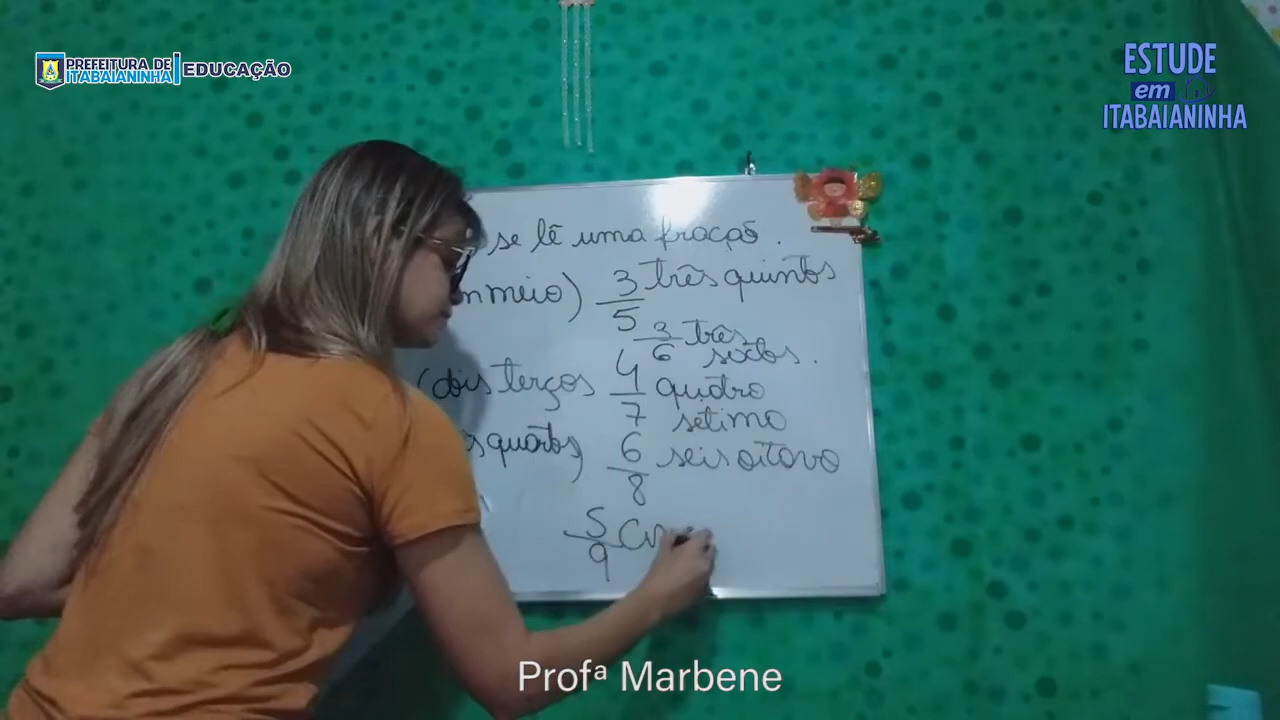 PREFEITURA DE
ITABAIANINHA
EDUCAÇÃO
ESTUDE
em
ITABAIANINHA
se lê uma fração.
meio) 3/5 três quintos
3/6 três
sextos.
(dois terços 4/7 quatro
sétimo
quartos) 6/8 seis oitavo
5/9
Profª Marbene